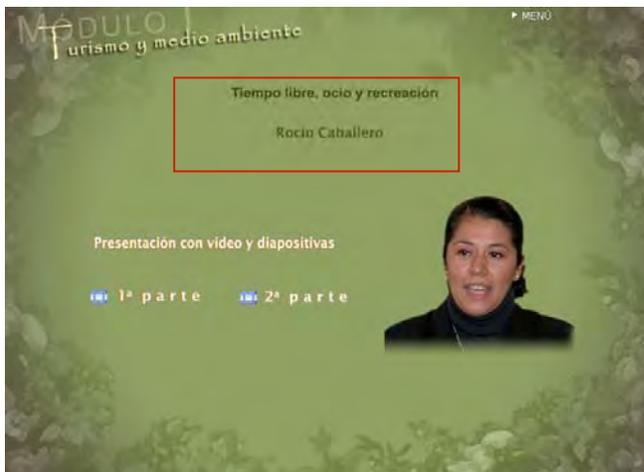 MÓDULO 1
Turismo y medio ambiente
MENÚ
Tiempo libre, ocio y recreación
Rocío Caballero
Presentación con video y diapositivas
1ª parte
2ª parte